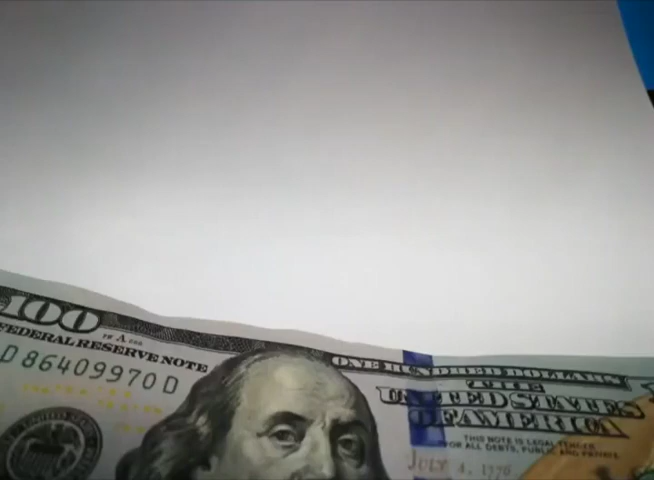 100
FEDERAL RESERVE NOTE
D 86409970 D
ONE HUNDRED DOLLARS
THE
UNITED STATES
OF AMERICA
THIS NOTE IS LEGAL TENDER
FOR ALL DEBTS, PUBLIC AND PRIVATE
JULY 4, 1776